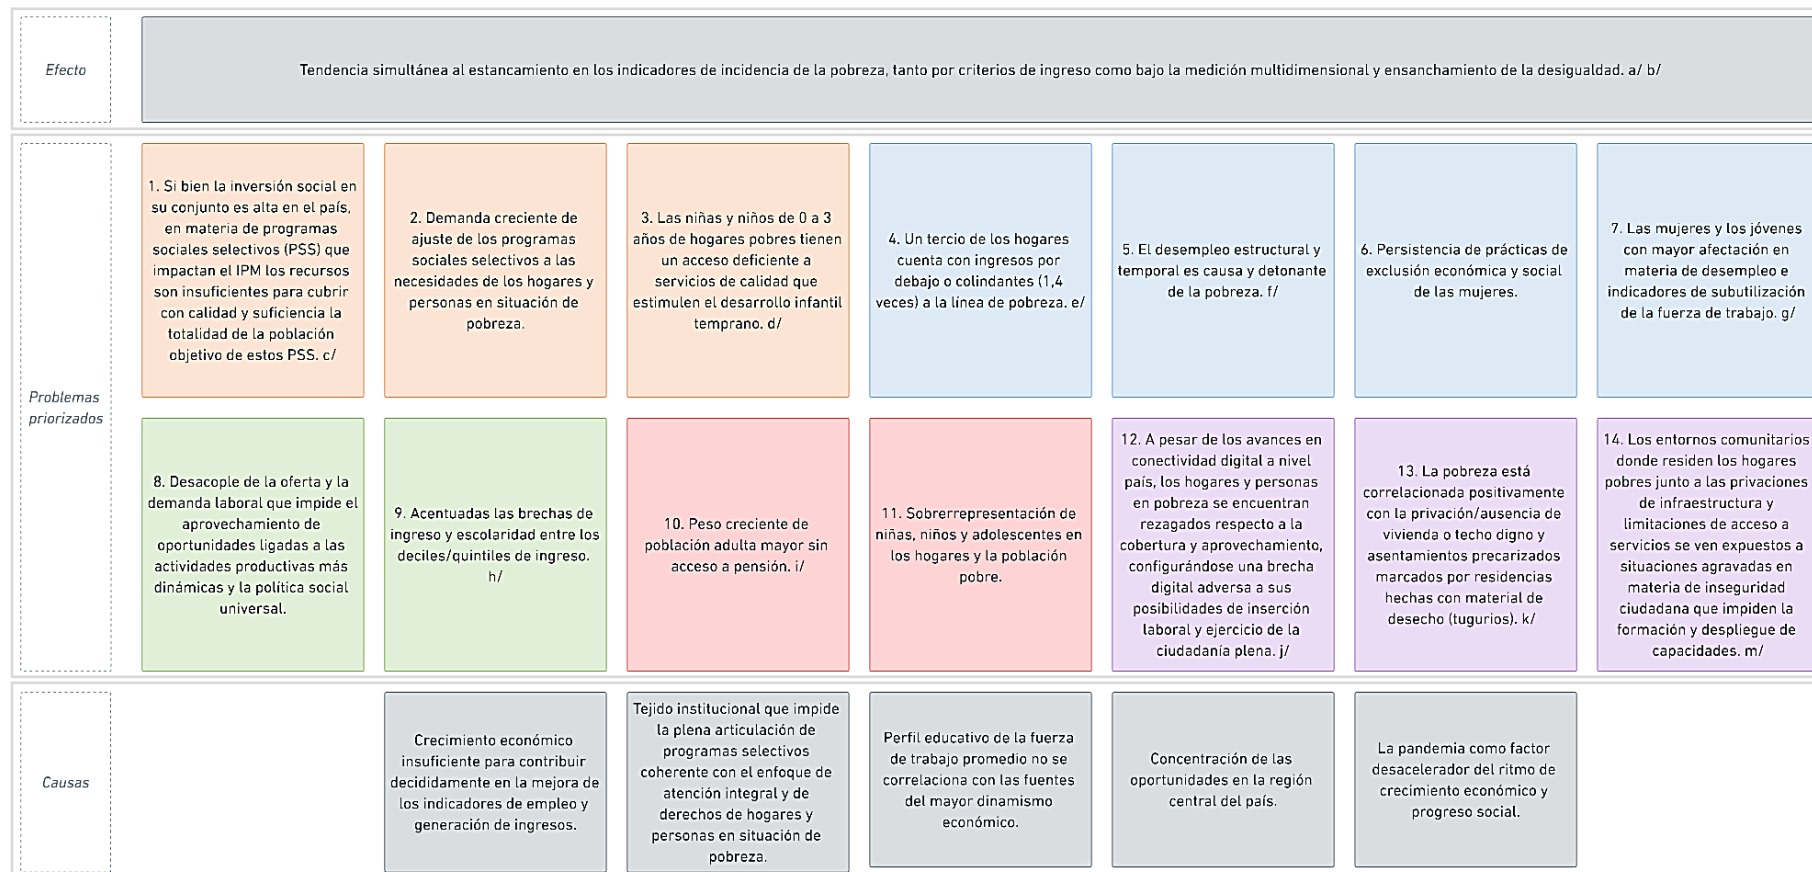 Efecto
Tendencia simultánea al estancamiento en los indicadores de incidencia de la pobreza, tanto por criterios de ingreso como bajo la medición multidimensional y ensanchamiento de la desigualdad. a/ b/
Problemas
priorizados
1. Si bien la inversión social en
su conjunto es alta en el país,
en materia de programas
sociales selectivos (PSS) que
impactan el IPM los recursos
son insuficientes para cubrir
con calidad y suficiencia la
totalidad de la población
objetivo de estos PSS. c/
2. Demanda creciente de
ajuste de los programas
sociales selectivos a las
necesidades de los hogares y
personas en situación de
pobreza.
3. Las niñas y niños de 0 a 3
años de hogares pobres tienen
un acceso deficiente a
servicios de calidad que
estimulen el desarrollo infantil
temprano. d/
4. Un tercio de los hogares
cuenta con ingresos por
debajo o colindantes (1,4
veces) a la línea de pobreza. e/
5. El desempleo estructural y
temporal es causa y detonante
de la pobreza. f/
6. Persistencia de prácticas de
exclusión económica y social
de las mujeres.
7. Las mujeres y los jóvenes
con mayor afectación en
materia de desempleo e
indicadores de subutilización
de la fuerza de trabajo. g/
8. Desacople de la oferta y la
demanda laboral que impide el
aprovechamiento de
oportunidades ligadas a las
actividades productivas más
dinámicas y la política social
universal.
9. Acentuadas las brechas de
ingreso y escolaridad entre los
deciles/quintiles de ingreso.
h/
10. Peso creciente de
población adulta mayor sin
acceso a pensión. i/
11. Sobrerrepresentación de
niñas, niños y adolescentes en
los hogares y la población
pobre.
12. A pesar de los avances en
conectividad digital a nivel
país, los hogares y personas
en pobreza se encuentran
rezagados respecto a la
cobertura y aprovechamiento,
configurándose una brecha
digital adversa a sus
posibilidades de inserción
laboral y ejercicio de la
ciudadanía plena. j/
13. La pobreza está
correlacionada positivamente
con la privación/ausencia de
vivienda o techo digno y
asentamientos precarizados
marcados por residencias
hechas con material de
desecho (tugurios). k/
14. Los entornos comunitarios
donde residen los hogares
pobres junto a las privaciones
de infraestructura y
limitaciones de acceso a
servicios se ven expuestos a
situaciones agravadas en
materia de inseguridad
ciudadana que impiden la
formación y despliegue de
capacidades. m/
Causas
Crecimiento económico
insuficiente para contribuir
decididamente en la mejora de
los indicadores de empleo y
generación de ingresos.
Tejido institucional que impide
la plena articulación de
programas selectivos
coherente con el enfoque de
atención integral y de
derechos de hogares y
personas en situación de
pobreza.
Perfil educativo de la fuerza
de trabajo promedio no se
correlaciona con las fuentes
del mayor dinamismo
económico.
Concentración de las
oportunidades en la región
central del país.
La pandemia como factor
desacelerador del ritmo de
crecimiento económico y
progreso social.